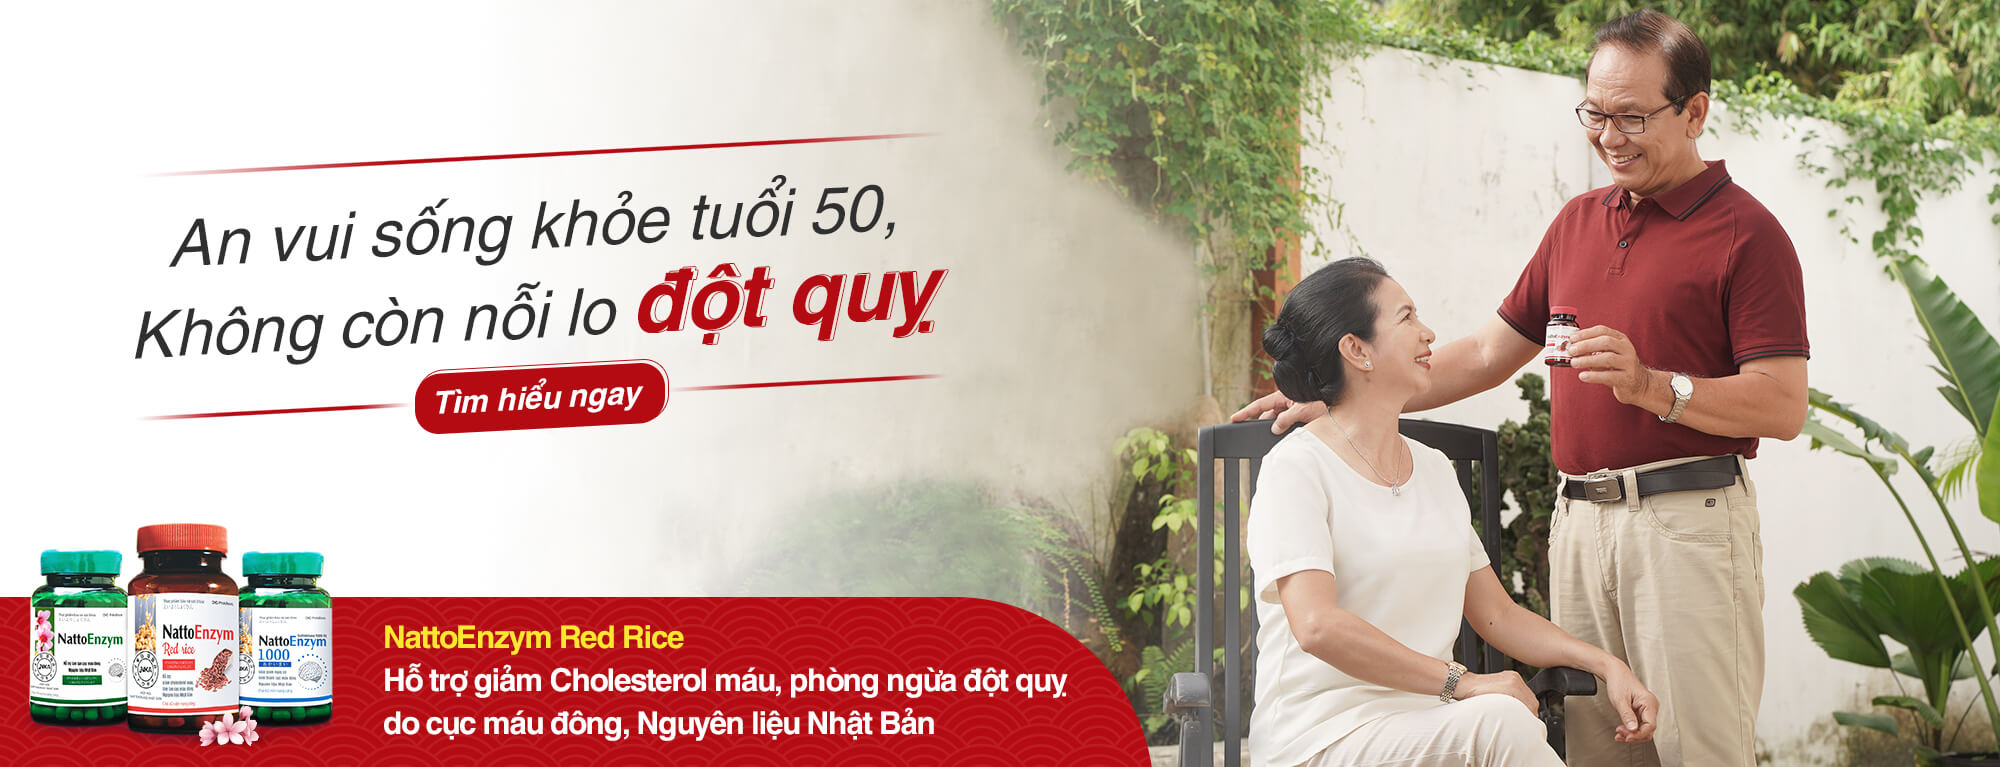 An vui sống khỏe tuổi 50,
Không còn nỗi lo đột quỵ
Tìm hiểu ngay
NattoEnzym
NattoEnzym
Red rice
NattoEnzym
1000
NattoEnzym Red Rice
Hỗ trợ giảm Cholesterol máu, phòng ngừa đột quỵ
do cục máu đông, Nguyên liệu Nhật Bản